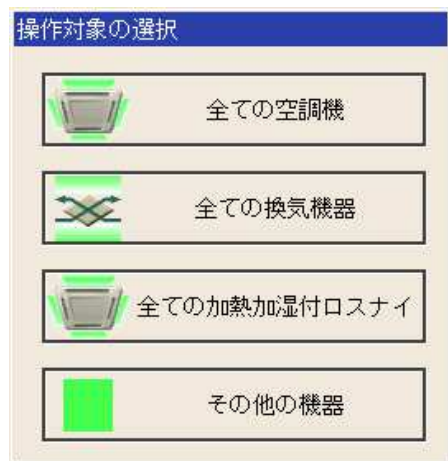 操作対象の選択
全ての空調機
全ての換気機器
全ての加熱加湿付ロスナイ
その他の機器